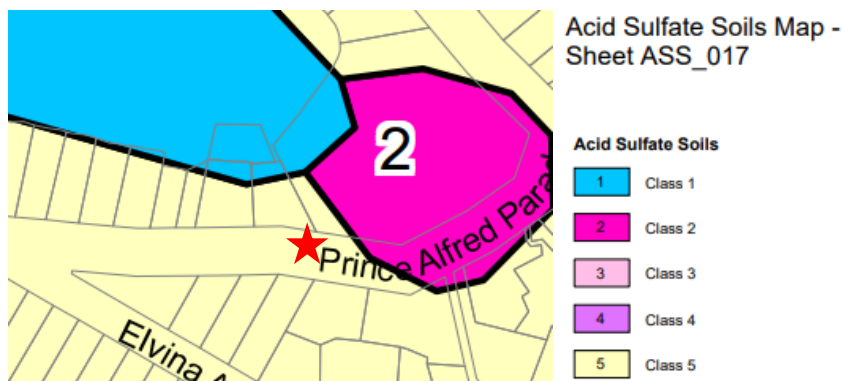 Acid Sulfate Soils Map -
Sheet ASS_017
2
Prince Alfred Parad
Elvina A
Acid Sulfate Soils
1 Class 1
2 Class 2
3 Class 3
4 Class 4
5 Class 5